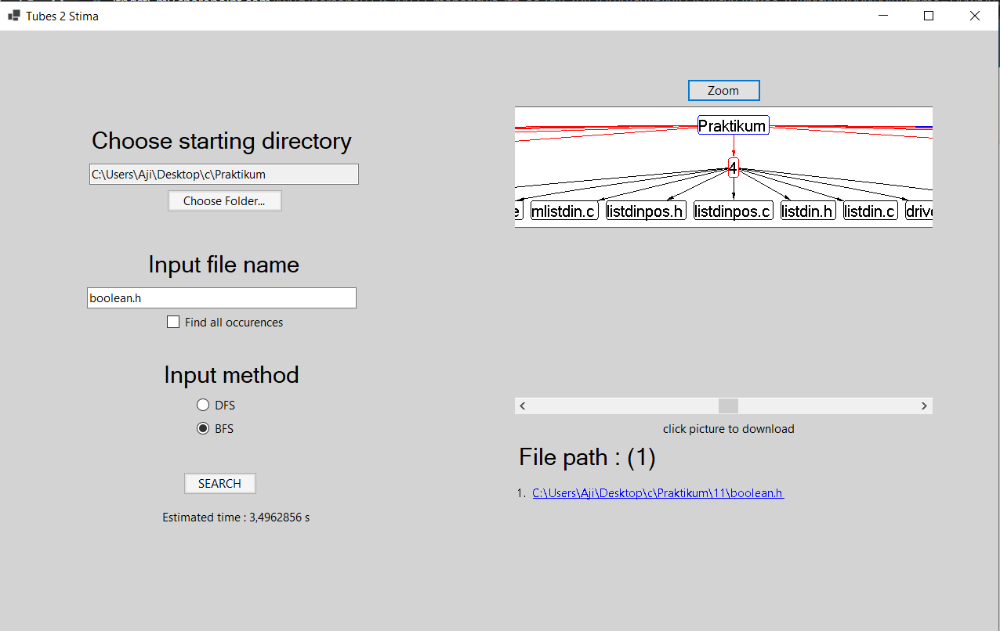 Tubes 2 Stima
Choose starting directory
C:\Users\Aji\Desktop\c\Praktikum
Choose Folder...
Input file name
boolean.h
Find all occurences
Input method
DFS
BFS
SEARCH
Estimated time : 3,4962856 s
Zoom
Praktikum
4
e mlistdin.c listdinpos.h listdinpos.c listdin.h listdin.c drive
click picture to download
File path : (1)
1. C:\Users\Aji\Desktop\c\Praktikum\11\boolean.h